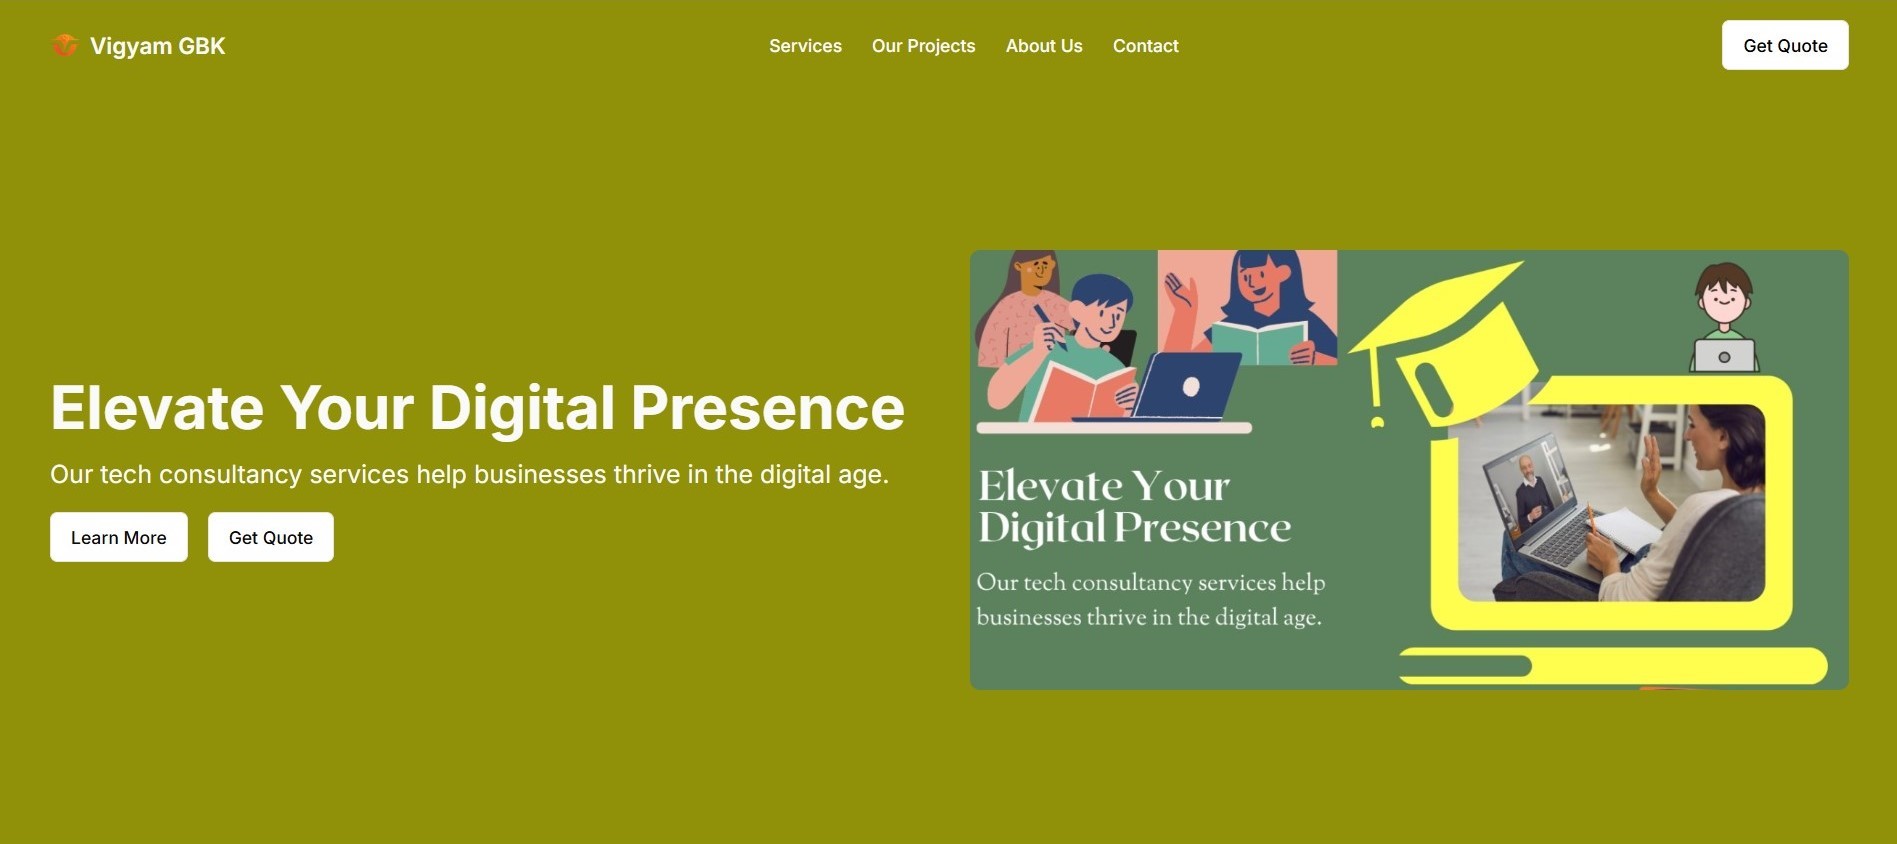 Vigyam GBK
Services
Our Projects
About Us
Contact
Get Quote
Elevate Your Digital Presence
Our tech consultancy services help businesses thrive in the digital age.
Learn More
Get Quote
Elevate Your
Digital Presence
Our tech consultancy services help
businesses thrive in the digital age.